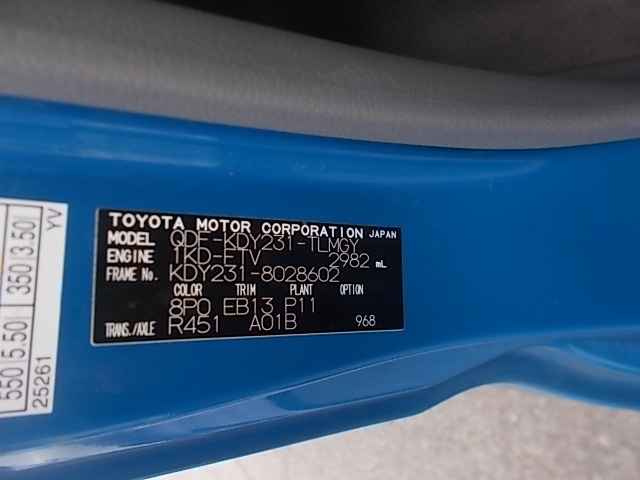 TOYOTA MOTOR CORPORATION JAPAN
MODEL QDF-KDY231-TLMGY
ENGINE 1KD-FTV 2982 mL
FRAME No. KDY231-8028602
COLOR TRIM PLANT OPTION
8P0 EB13 P11
TRANS./AXLE R451 A01B 968
550 5.50 350 3.50
25261 YV